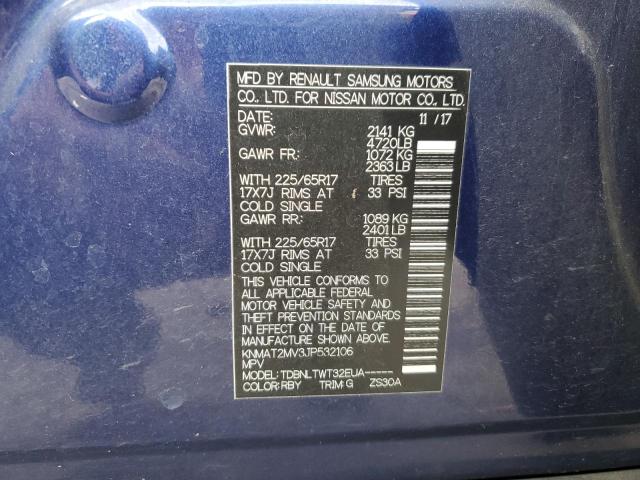 MFD BY RENAULT SAMSUNG MOTORS
CO., LTD. FOR NISSAN MOTOR CO., LTD.
DATE: 11 / 17
GVWR: 2141 KG
4720LB
GAWR FR: 1072 KG
2363 LB
WITH 225/65R17 TIRES
17X7J RIMS AT 33 PSI
COLD SINGLE
GAWR RR: 1089 KG
2401 LB
WITH 225/65R17 TIRES
17X7J RIMS AT 33 PSI
COLD SINGLE
THIS VEHICLE CONFORMS TO
ALL APPLICABLE FEDERAL
MOTOR VEHICLE SAFETY AND
THEFT PREVENTION STANDARDS
IN EFFECT ON THE DATE OF
MANUFACTURE SHOWN ABOVE.
KNMAT2MV3JP532106
MPV
MODEL: TDBNLTWT32EUA-----
COLOR: RBY TRIM: G ZS30A